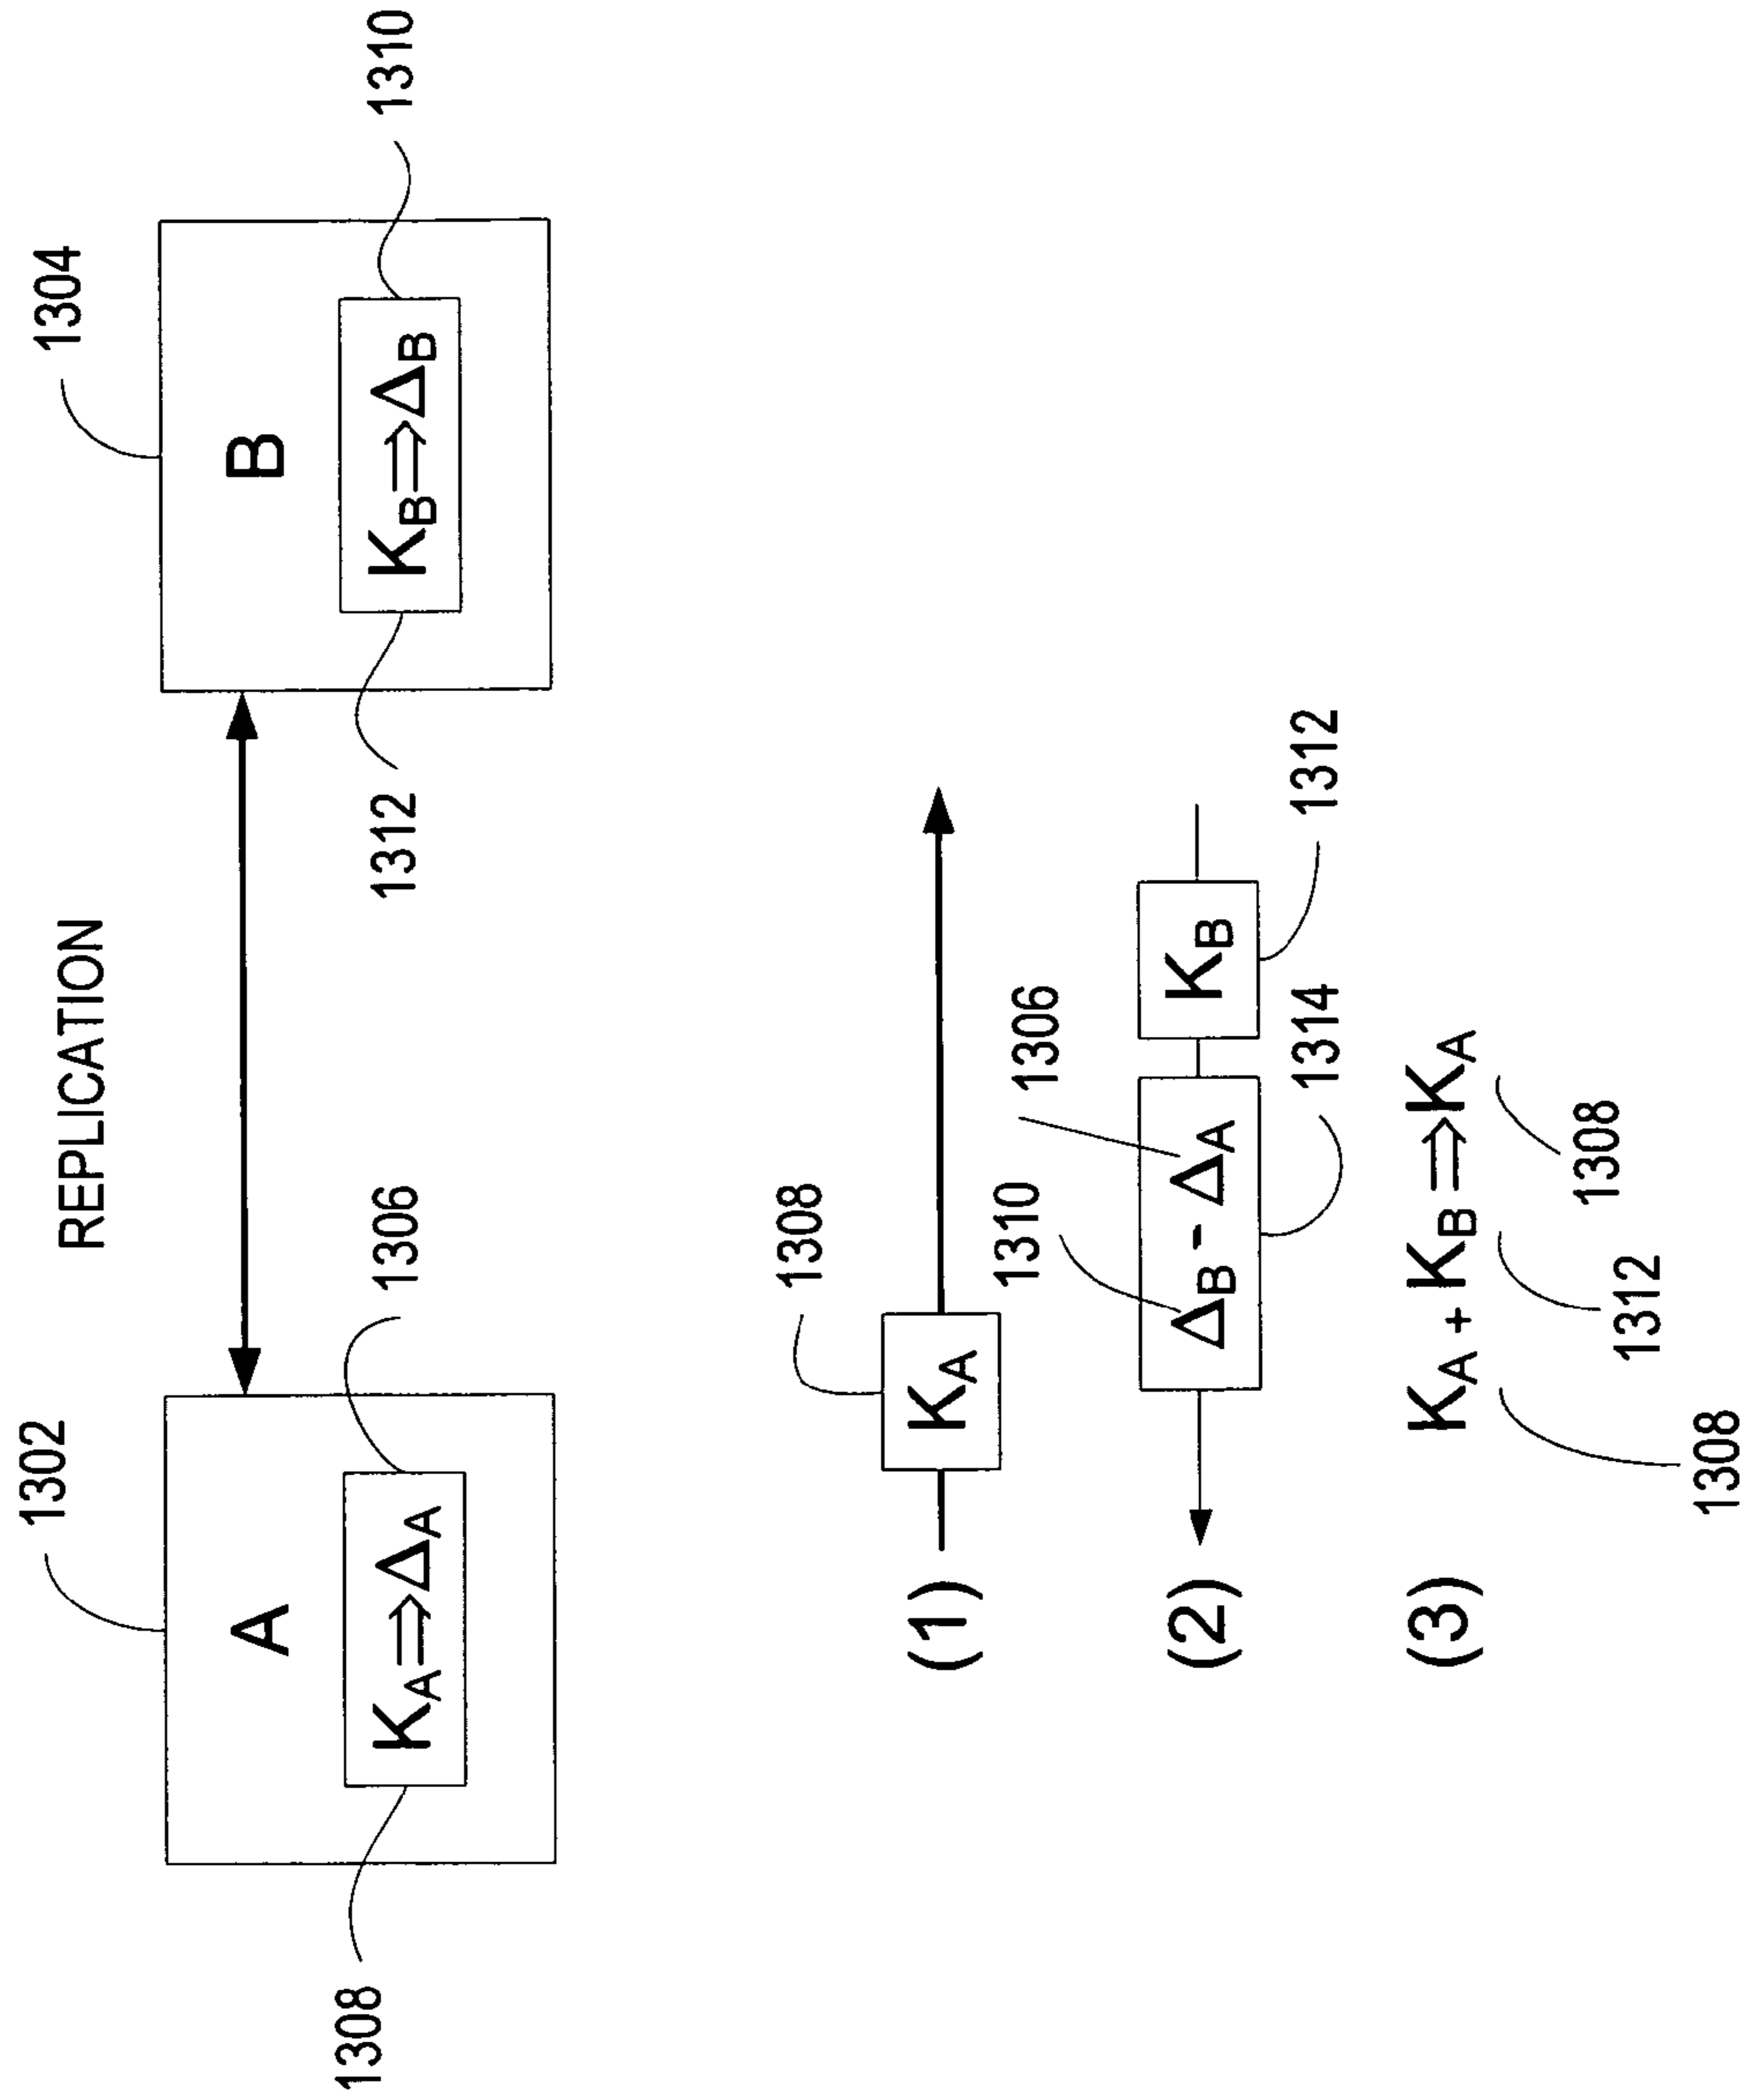 REPLICATION
1302
1304
A
B
K_A⇒Δ_A
K_B⇒Δ_B
1308
1306
1312
1310
(1)
K_A
1308
(2)
Δ_B - Δ_A
K_B
1310
1306
1314
1312
(3)
K_A + K_B⇒K_A
1308
1312
1308